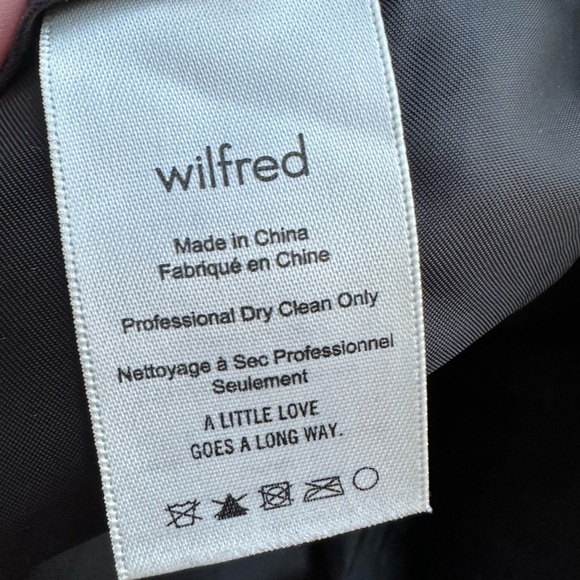 wilfred
Made in China
Fabriqué en Chine
Professional Dry Clean Only
Nettoyage à Sec Professionnel
Seulement
A LITTLE LOVE
GOES A LONG WAY.